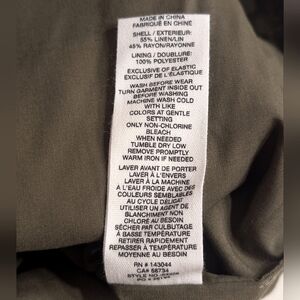 MADE IN CHINA
FABRIQUÉ EN CHINE
SHELL / EXTERIEUR:
55% LINEN/LIN
45% RAYON/RAYONNE
LINING / DOUBLURE:
100% POLYESTER
EXCLUSIVE OF ELASTIC
EXCLUSIF DE L'ÉLASTIQUE
WASH BEFORE WEAR
TURN GARMENT INSIDE OUT
BEFORE WASHING
MACHINE WASH COLD
WITH LIKE
COLORS AT GENTLE
SETTING
ONLY NON-CHLORINE
BLEACH
WHEN NEEDED
TUMBLE DRY LOW
REMOVE PROMPTLY
WARM IRON IF NEEDED
LAVER AVANT DE PORTER
LAVER À L'ENVERS
LAVER À LA MACHINE
À L'EAU FROIDE AVEC DES
COULEURS SEMBLABLES
AU CYCLE DÉLICAT
UTILISER UN AGENT DE
BLANCHIMENT NON
CHLORÉ AU BESOIN
SÉCHER PAR CULBUTAGE
À BASSE TEMPÉRATURE
RETIRER RAPIDEMENT
REPASSER À TEMPÉRATURE
MOYENNE AU BESOIN
RN # 143044
CA# 58734
STYLE NO